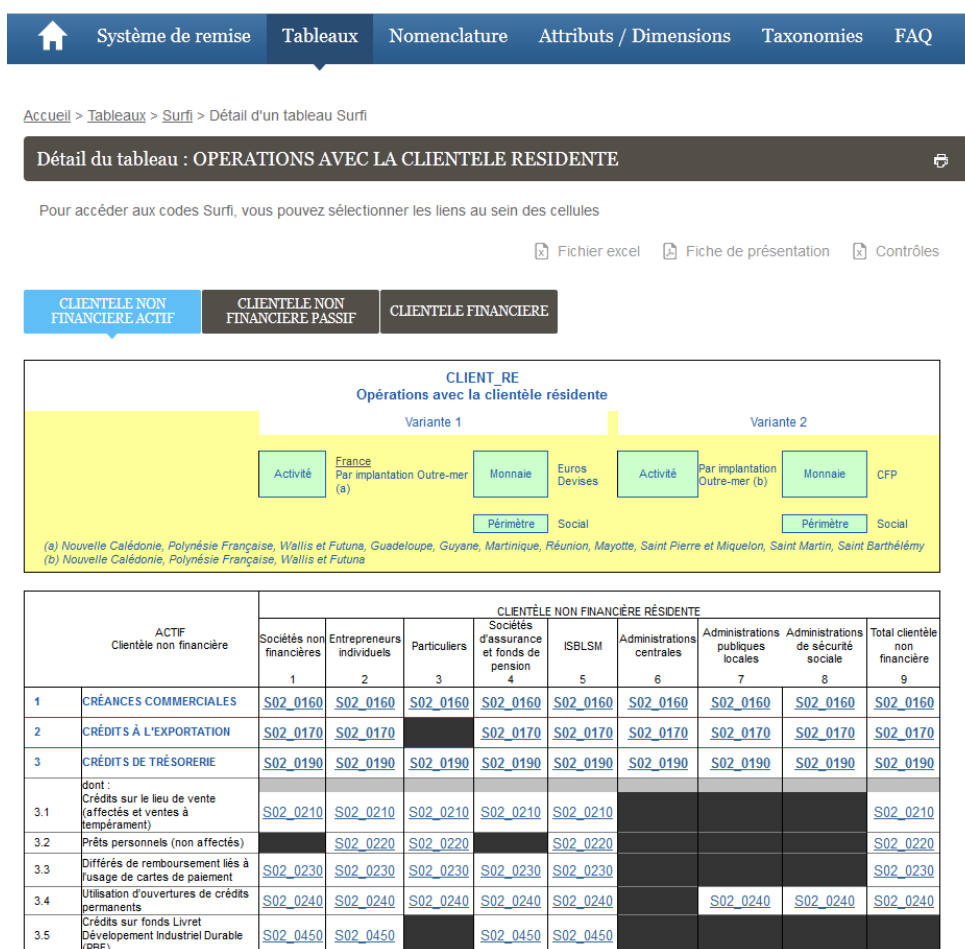 Système de remise Tableaux Nomenclature Attributs / Dimensions Taxonomies FAQ
Accueil > Tableaux > Surfi > Détail d'un tableau Surfi
Détail du tableau : OPERATIONS AVEC LA CLIENTELE RESIDENTE
Pour accéder aux codes Surfi, vous pouvez sélectionner les liens au sein des cellules
Fichier excel Fiche de présentation Contrôles
CLIENTELE NON
FINANCIERE ACTIF
CLIENTELE NON
FINANCIERE PASSIF
CLIENTELE FINANCIERE
CLIENT_RE
Opérations avec la clientèle résidente
Variante 1 Variante 2
Activité
France
Par implantation Outre-mer
(a)
Monnaie
Euros
Devises
Activité
Par implantation
Outre-mer (b)
Monnaie
CFP
Périmètre Social Périmètre Social
(a) Nouvelle Calédonie, Polynésie Française, Wallis et Futuna, Guadeloupe, Guyane, Martinique, Réunion, Mayotte, Saint Pierre et Miquelon, Saint Martin, Saint Barthélémy
(b) Nouvelle Calédonie, Polynésie Française, Wallis et Futuna
ACTIF
Clientèle non financière
CLIENTÈLE NON FINANCIÈRE RÉSIDENTE
Sociétés non
financières
1
Entrepreneurs
individuels
2
Particuliers
3
Sociétés
d'assurance
et fonds de
pension
4
ISBLSM
5
Administrations
centrales
6
Administrations
publiques
locales
7
Administrations
de sécurité
sociale
8
Total clientèle
non
financière
9
1 CRÉANCES COMMERCIALES S02_0160 S02_0160 S02_0160 S02_0160 S02_0160 S02_0160 S02_0160 S02_0160 S02_0160
2 CRÉDITS À L'EXPORTATION S02_0170 S02_0170 S02_0170 S02_0170 S02_0170 S02_0170 S02_0170 S02_0170
3 CRÉDITS DE TRÉSORERIE S02_0190 S02_0190 S02_0190 S02_0190 S02_0190 S02_0190 S02_0190 S02_0190 S02_0190
dont :
3.1 Crédits sur le lieu de vente
(affectés et ventes à
tempérament)
S02_0210 S02_0210 S02_0210 S02_0210 S02_0210 S02_0210
3.2 Prêts personnels (non affectés) S02_0220 S02_0220 S02_0220 S02_0220
3.3 Différés de remboursement liés à
l'usage de cartes de paiement
S02_0230 S02_0230 S02_0230 S02_0230 S02_0230 S02_0230
3.4 Utilisation d'ouvertures de crédits
permanents
S02_0240 S02_0240 S02_0240 S02_0240 S02_0240 S02_0240 S02_0240 S02_0240
3.5 Crédits sur fonds Livret
Dévelopement Industriel Durable
S02_0450 S02_0450 S02_0450 S02_0450